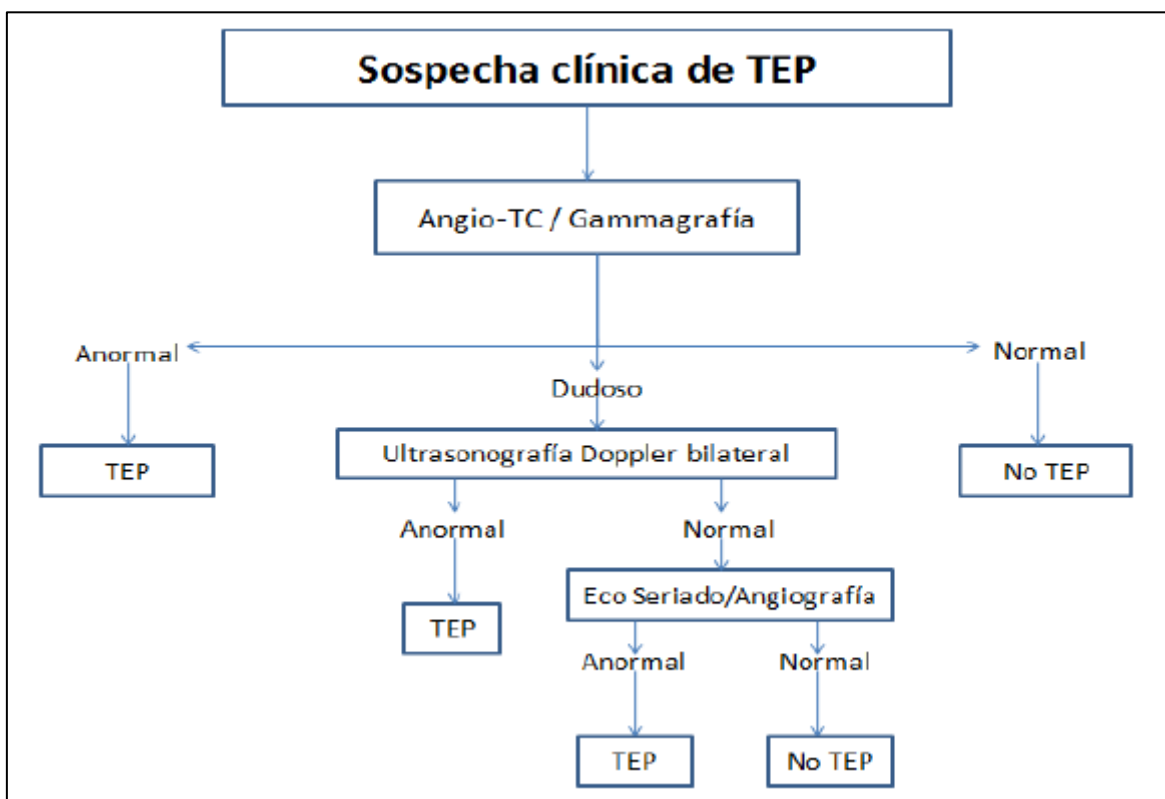 Sospecha clínica de TEP
Angio-TC / Gammagrafía
Anormal
Normal
Dudoso
TEP
Ultrasonografía Doppler bilateral
No TEP
Anormal
Normal
TEP
Eco Seriado/Angiografía
Anormal
Normal
TEP
No TEP